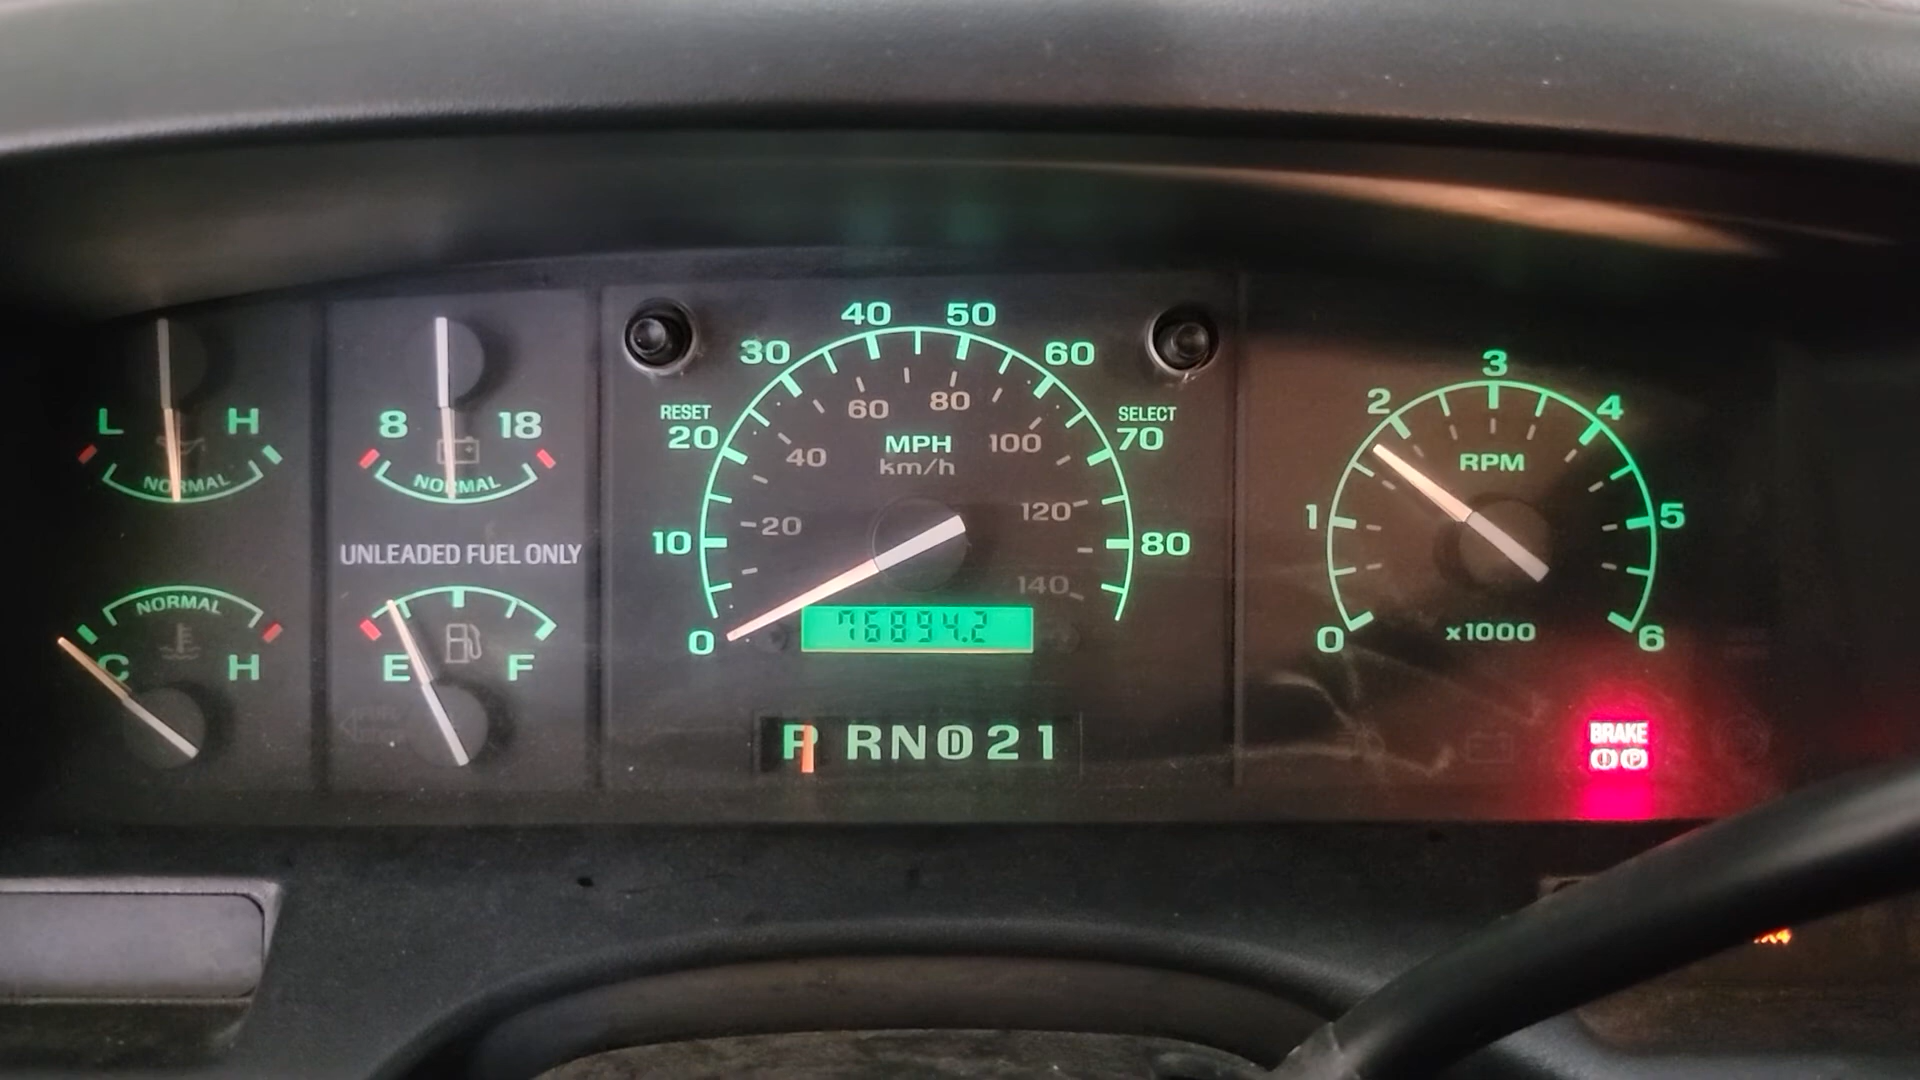 L H
NORMAL
8 18
NORMAL
UNLEADED FUEL ONLY
NORMAL
C H
E F
RESET
SELECT
0 10 20 30 40 50 60 70 80
MPH
km/h
20 40 60 80 100 120 140
76894.2
P RND21
0 1 2 3 4 5 6
RPM
x1000
BRAKE
(!) (P)